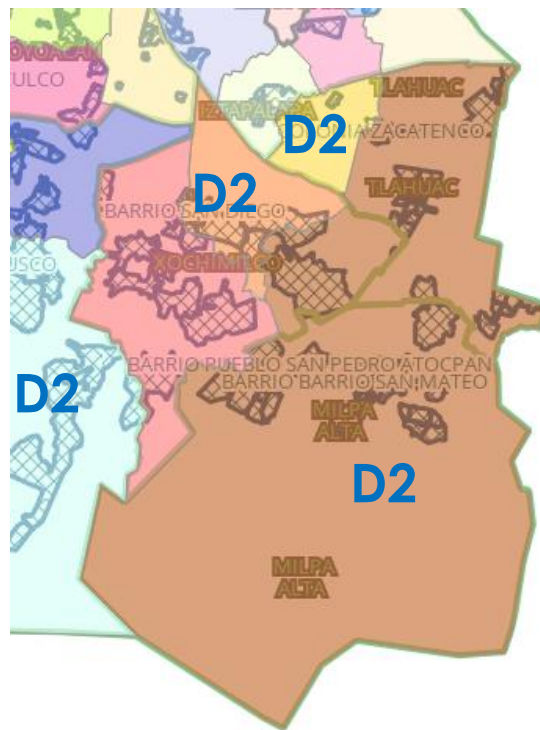 TLAHUAC
ULCO
IZTAPALAPA
COLONIA ZACATENCO
D2
TLAHUAC
D2
BARRIO SAN DIEGO
XOCHIMILCO
USCO
BARRIO PUEBLO SAN PEDRO ATOCPAN
BARRIO BARRIO SAN MATEO
D2
MILPA
ALTA
D2
MILPA
ALTA